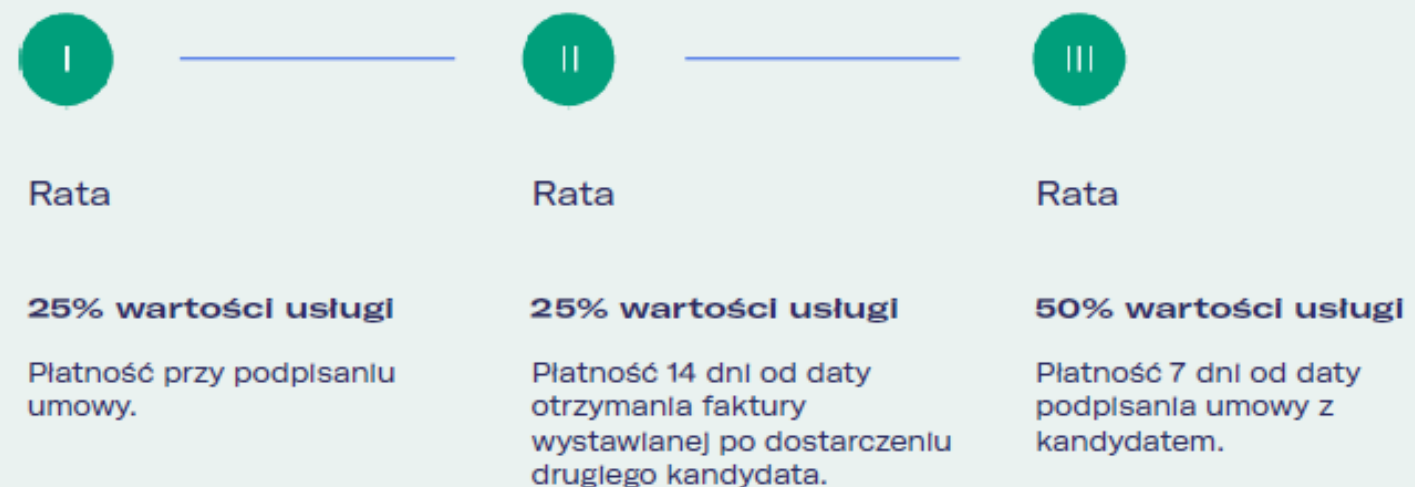 I
II
III
Rata
Rata
Rata
25% wartości usługi
25% wartości usługi
50% wartości usługi
Płatność przy podpisaniu
umowy.
Płatność 14 dni od daty
otrzymania faktury
wystawianej po dostarczeniu
drugiego kandydata.
Płatność 7 dni od daty
podpisania umowy z
kandydatem.